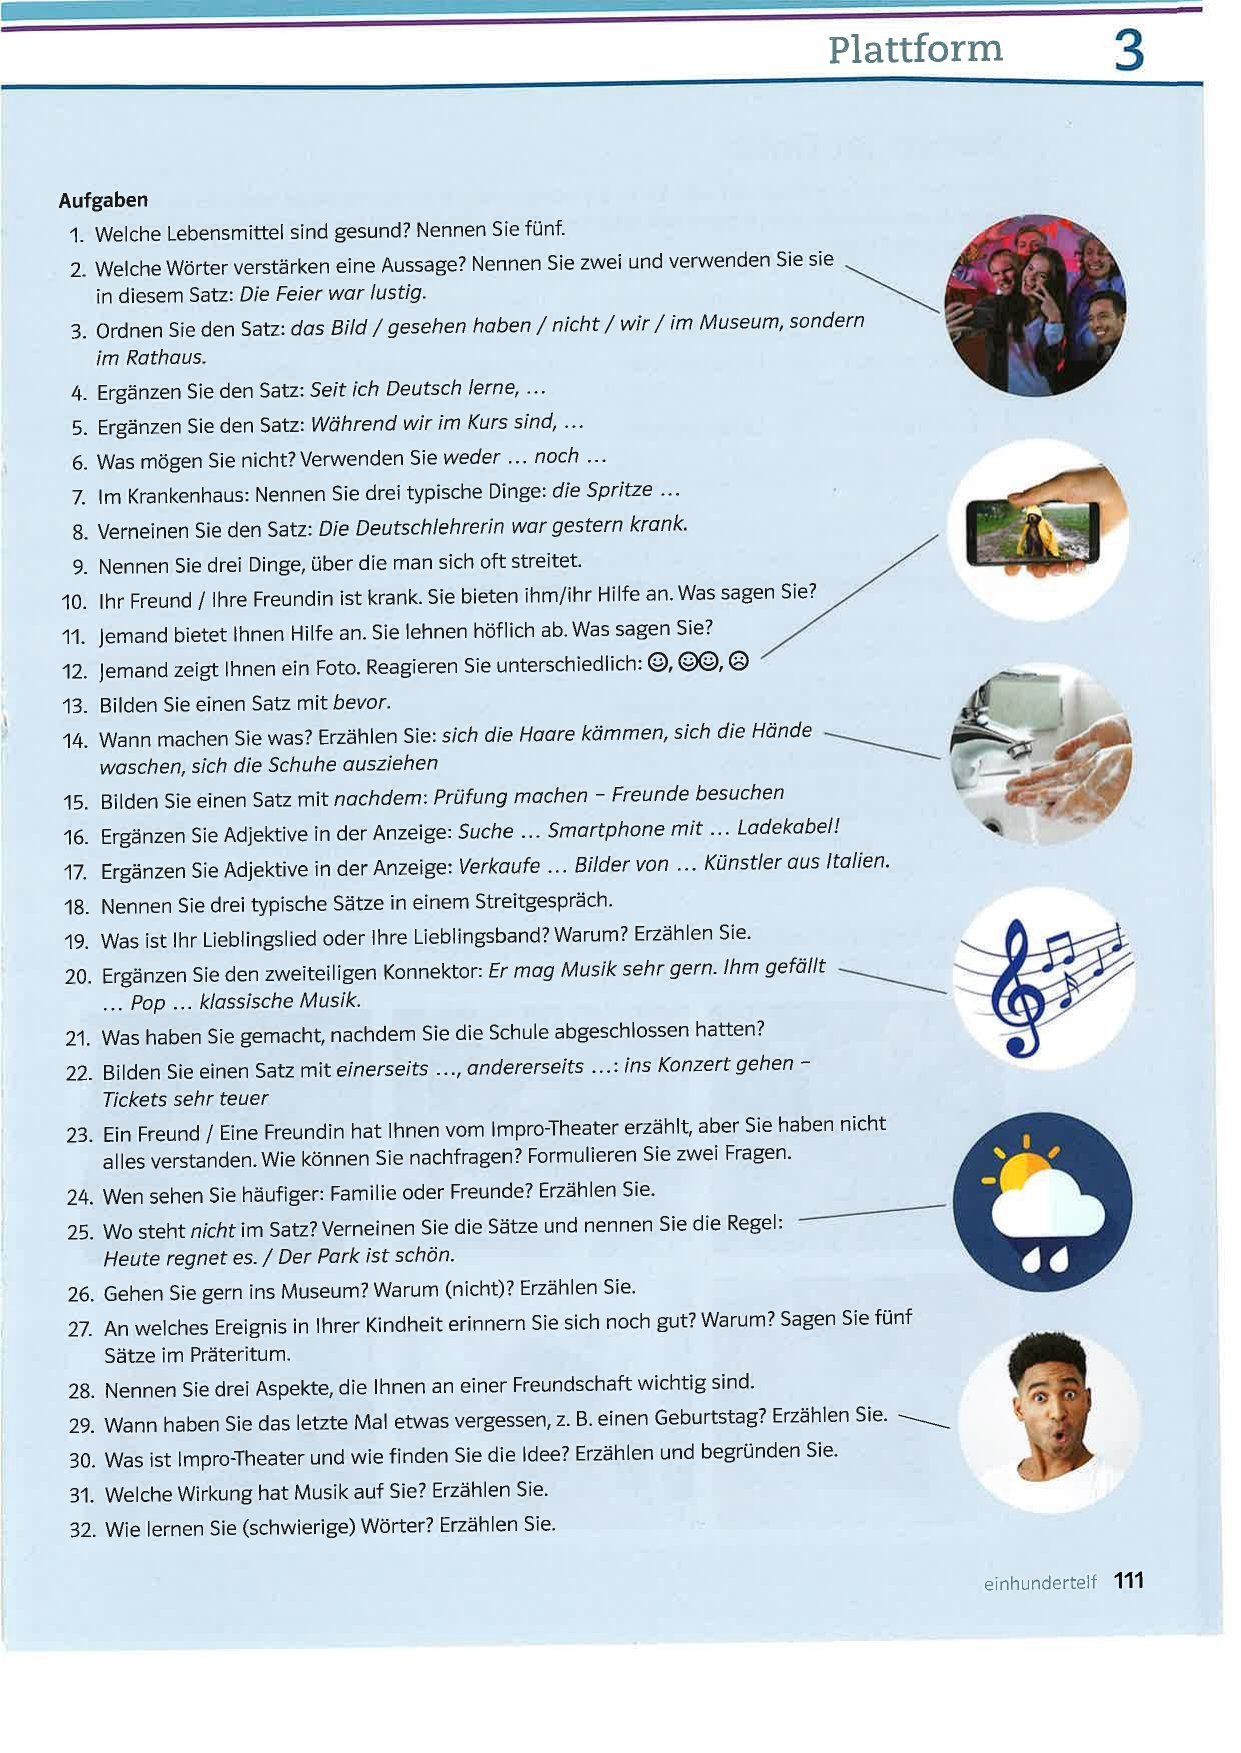 Plattform 3
Aufgaben
1. Welche Lebensmittel sind gesund? Nennen Sie fünf.
2. Welche Wörter verstärken eine Aussage? Nennen Sie zwei und verwenden Sie sie
in diesem Satz: Die Feier war lustig.
3. Ordnen Sie den Satz: das Bild / gesehen haben / nicht / wir / im Museum, sondern
im Rathaus.
4. Ergänzen Sie den Satz: Seit ich Deutsch lerne, ...
5. Ergänzen Sie den Satz: Während wir im Kurs sind, ...
6. Was mögen Sie nicht? Verwenden Sie weder ... noch ...
7. Im Krankenhaus: Nennen Sie drei typische Dinge: die Spritze ...
8. Verneinen Sie den Satz: Die Deutschlehrerin war gestern krank.
9. Nennen Sie drei Dinge, über die man sich oft streitet.
10. Ihr Freund / Ihre Freundin ist krank. Sie bieten ihm/ihr Hilfe an. Was sagen Sie?
11. Jemand bietet Ihnen Hilfe an. Sie lehnen höflich ab. Was sagen Sie?
12. Jemand zeigt Ihnen ein Foto. Reagieren Sie unterschiedlich: ☺, ☺☺, ☹
13. Bilden Sie einen Satz mit bevor.
14. Wann machen Sie was? Erzählen Sie: sich die Haare kämmen, sich die Hände
waschen, sich die Schuhe ausziehen
15. Bilden Sie einen Satz mit nachdem: Prüfung machen – Freunde besuchen
16. Ergänzen Sie Adjektive in der Anzeige: Suche ... Smartphone mit ... Ladekabel!
17. Ergänzen Sie Adjektive in der Anzeige: Verkaufe ... Bilder von ... Künstler aus Italien.
18. Nennen Sie drei typische Sätze in einem Streitgespräch.
19. Was ist Ihr Lieblingslied oder Ihre Lieblingsband? Warum? Erzählen Sie.
20. Ergänzen Sie den zweiteiligen Konnektor: Er mag Musik sehr gern. Ihm gefällt
... Pop ... klassische Musik.
21. Was haben Sie gemacht, nachdem Sie die Schule abgeschlossen hatten?
22. Bilden Sie einen Satz mit einerseits ..., andererseits ...: ins Konzert gehen –
Tickets sehr teuer
23. Ein Freund / Eine Freundin hat Ihnen vom Impro-Theater erzählt, aber Sie haben nicht
alles verstanden. Wie können Sie nachfragen? Formulieren Sie zwei Fragen.
24. Wen sehen Sie häufiger: Familie oder Freunde? Erzählen Sie.
25. Wo steht nicht im Satz? Verneinen Sie die Sätze und nennen Sie die Regel:
Heute regnet es. / Der Park ist schön.
26. Gehen Sie gern ins Museum? Warum (nicht)? Erzählen Sie.
27. An welches Ereignis in Ihrer Kindheit erinnern Sie sich noch gut? Warum? Sagen Sie fünf
Sätze im Präteritum.
28. Nennen Sie drei Aspekte, die Ihnen an einer Freundschaft wichtig sind.
29. Wann haben Sie das letzte Mal etwas vergessen, z. B. einen Geburtstag? Erzählen Sie.
30. Was ist Impro-Theater und wie finden Sie die Idee? Erzählen und begründen Sie.
31. Welche Wirkung hat Musik auf Sie? Erzählen Sie.
32. Wie lernen Sie (schwierige) Wörter? Erzählen Sie.
einhundertelf 111